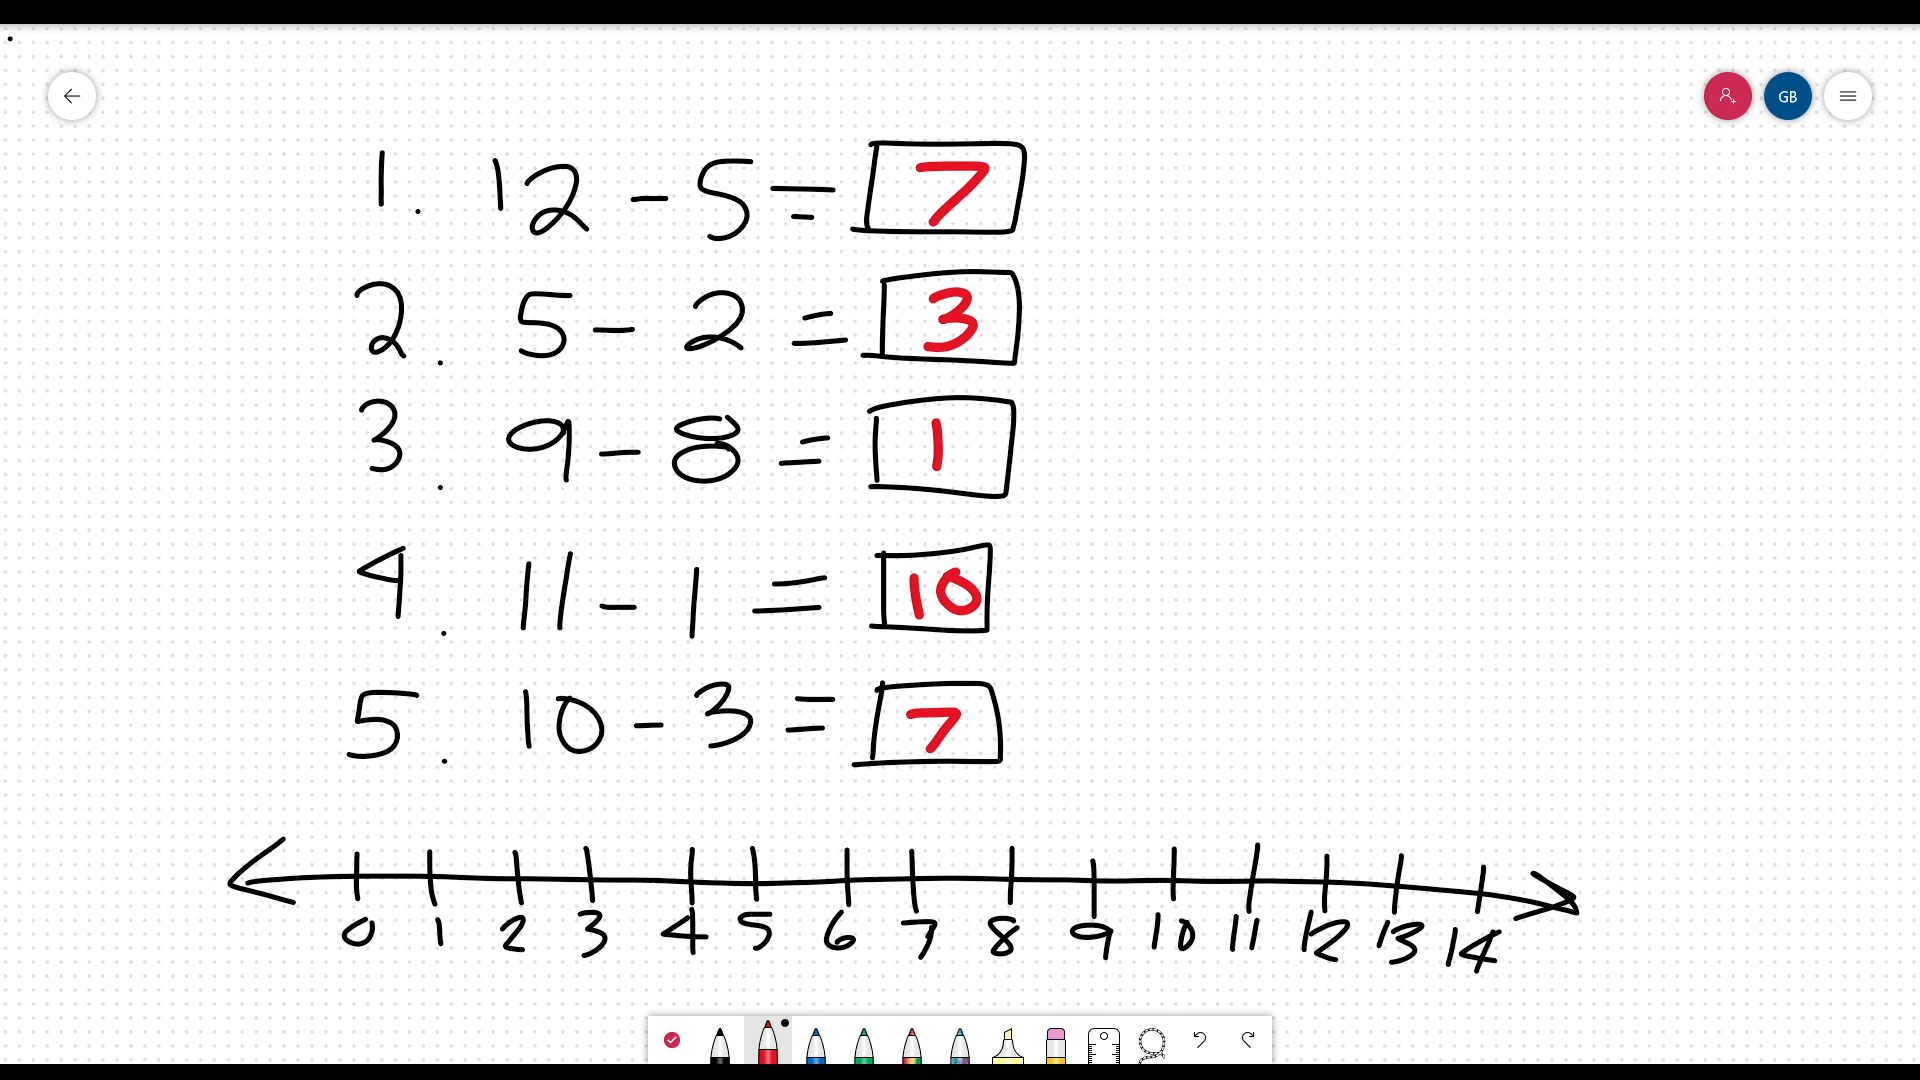 GB
1. 12 - 5 = 7
2. 5 - 2 = 3
3. 9 - 8 = 1
4. 11 - 1 = 10
5. 10 - 3 = 7
0 1 2 3 4 5 6 7 8 9 10 11 12 13 14